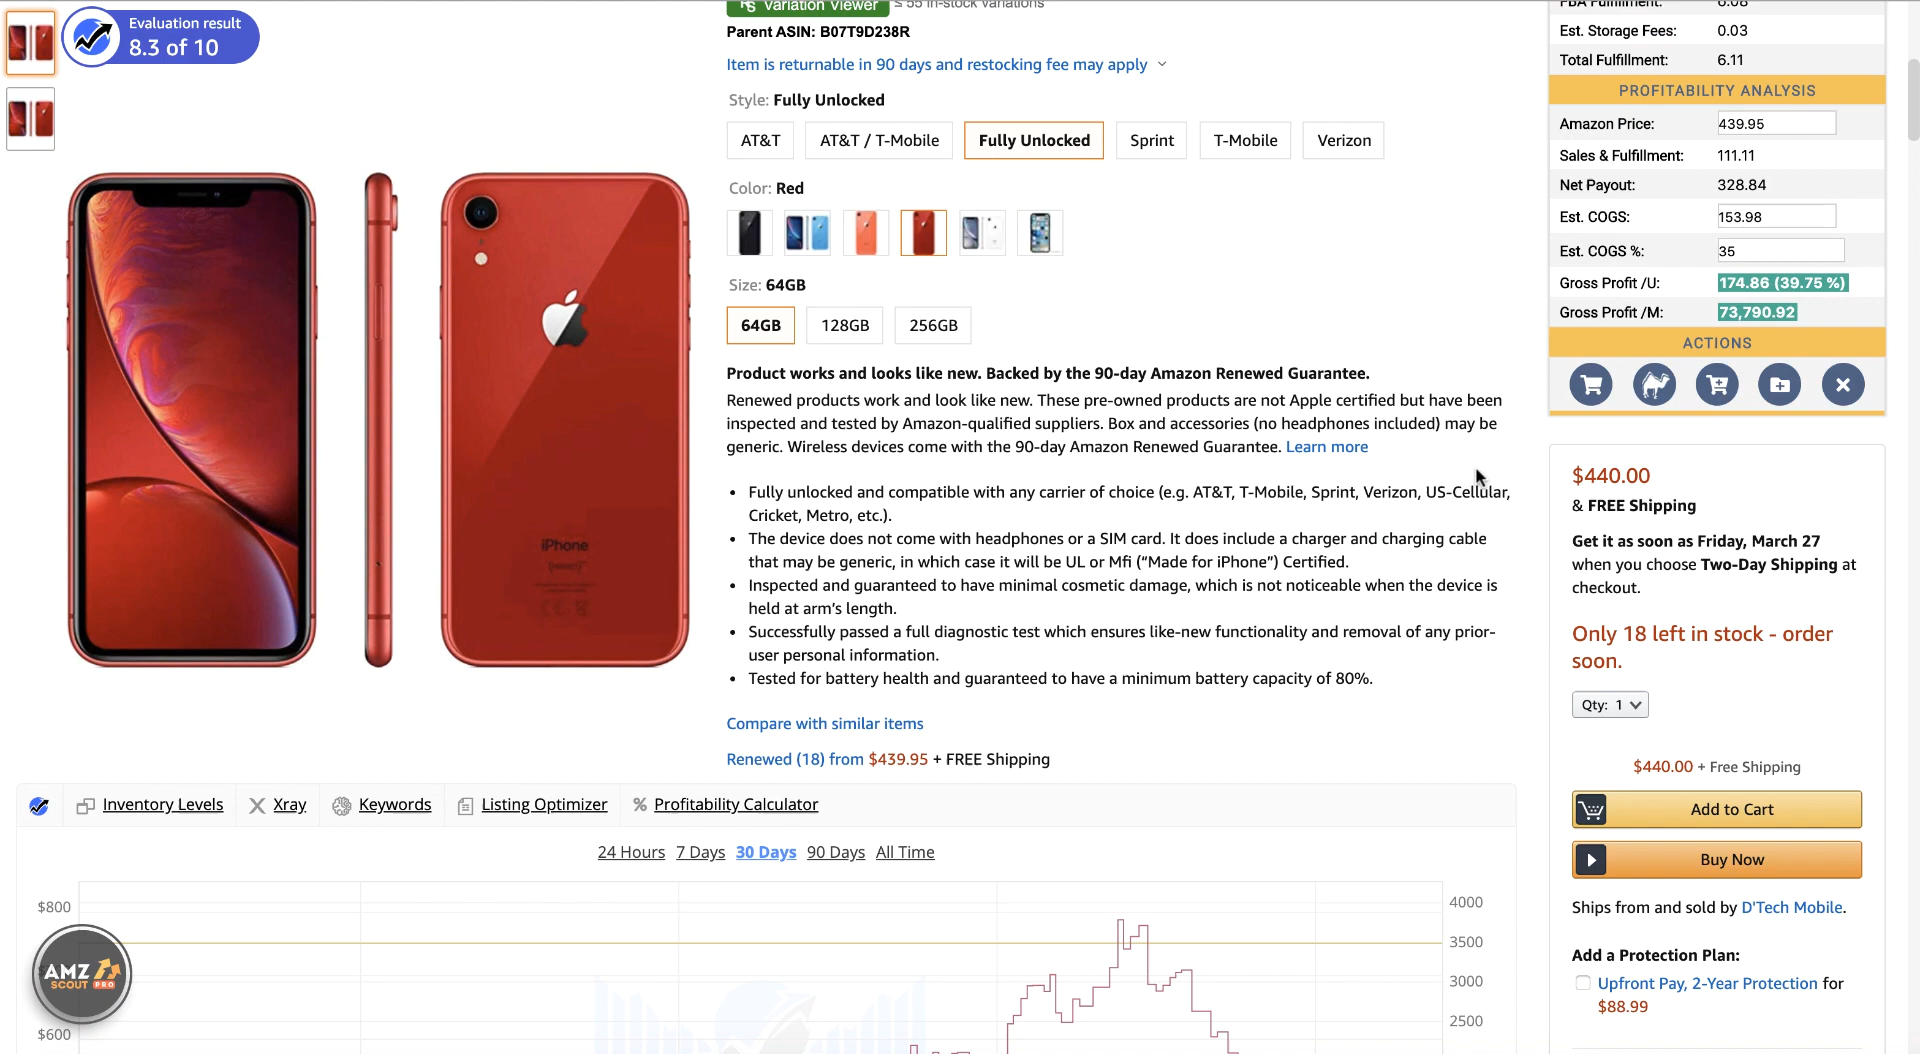 Evaluation result
8.3 of 10
Variation Viewer
≤ 55 in-stock variations
Parent ASIN: B07T9D238R
Item is returnable in 90 days and restocking fee may apply
Style: Fully Unlocked
AT&T
AT&T / T-Mobile
Fully Unlocked
Sprint
T-Mobile
Verizon
Color: Red
Size: 64GB
64GB
128GB
256GB
Product works and looks like new. Backed by the 90-day Amazon Renewed Guarantee.
Renewed products work and look like new. These pre-owned products are not Apple certified but have been
inspected and tested by Amazon-qualified suppliers. Box and accessories (no headphones included) may be
generic. Wireless devices come with the 90-day Amazon Renewed Guarantee. Learn more
• Fully unlocked and compatible with any carrier of choice (e.g. AT&T, T-Mobile, Sprint, Verizon, US-Cellular,
Cricket, Metro, etc.).
• The device does not come with headphones or a SIM card. It does include a charger and charging cable
that may be generic, in which case it will be UL or Mfi (“Made for iPhone”) Certified.
• Inspected and guaranteed to have minimal cosmetic damage, which is not noticeable when the device is
held at arm’s length.
• Successfully passed a full diagnostic test which ensures like-new functionality and removal of any prior-
user personal information.
• Tested for battery health and guaranteed to have a minimum battery capacity of 80%.
Compare with similar items
Renewed (18) from $439.95 + FREE Shipping
iPhone
FBA Fulfillment: 6.08
Est. Storage Fees: 0.03
Total Fulfillment: 6.11
PROFITABILITY ANALYSIS
Amazon Price: 439.95
Sales & Fulfillment: 111.11
Net Payout: 328.84
Est. COGS: 153.98
Est. COGS %: 35
Gross Profit /U: 174.86 (39.75 %)
Gross Profit /M: 73,790.92
ACTIONS
$440.00
& FREE Shipping
Get it as soon as Friday, March 27
when you choose Two-Day Shipping at
checkout.
Only 18 left in stock - order
soon.
Qty: 1
$440.00 + Free Shipping
Add to Cart
Buy Now
Ships from and sold by D'Tech Mobile.
Add a Protection Plan:
Upfront Pay, 2-Year Protection for
$88.99
Inventory Levels
Xray
Keywords
Listing Optimizer
% Profitability Calculator
24 Hours 7 Days 30 Days 90 Days All Time
$800
$600
4000
3500
3000
2500
AMZ
SCOUT PRO